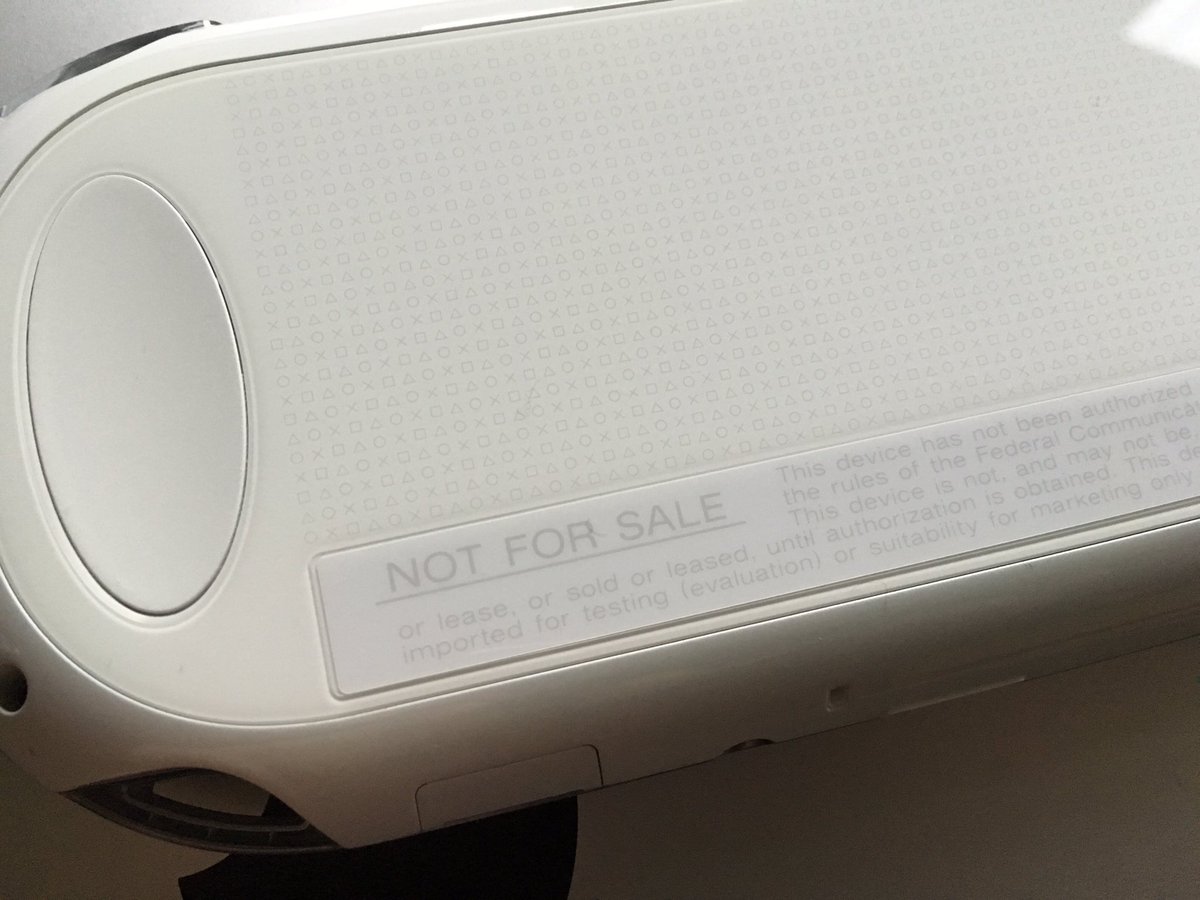 NOT FOR SALE
This device has not been authorized
the rules of the Federal
This device is not, and may not be
or lease, or sold or leased, until authorization is obtained. This
imported for testing (evaluation) or suitability for marketing only